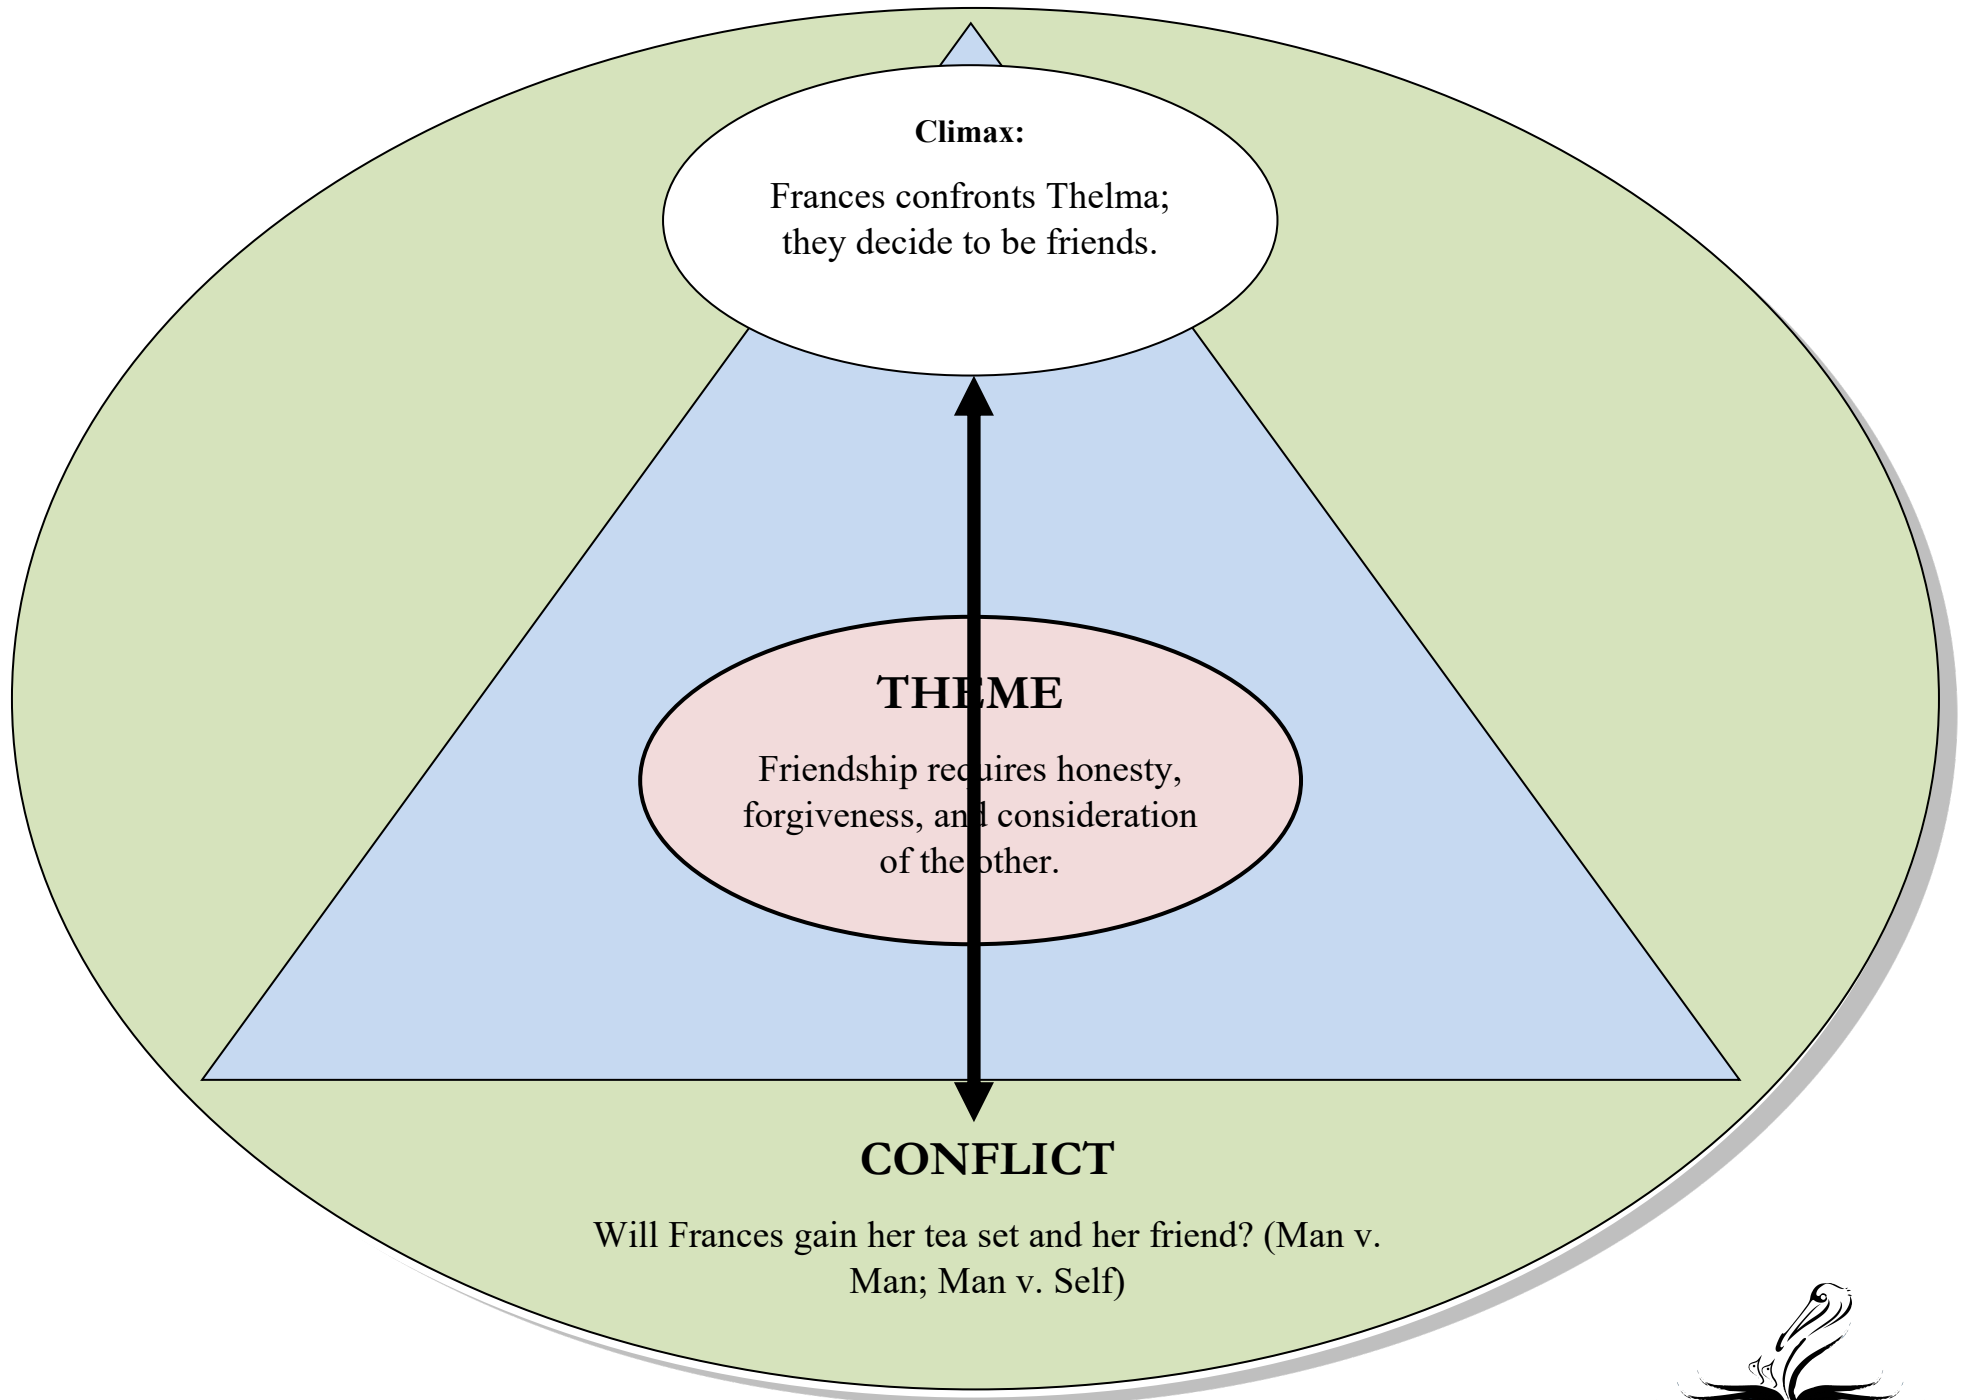 Climax:
Frances confronts Thelma;
they decide to be friends.
THEME
Friendship requires honesty,
forgiveness, and consideration
of the other.
CONFLICT
Will Frances gain her tea set and her friend? (Man v.
Man; Man v. Self)